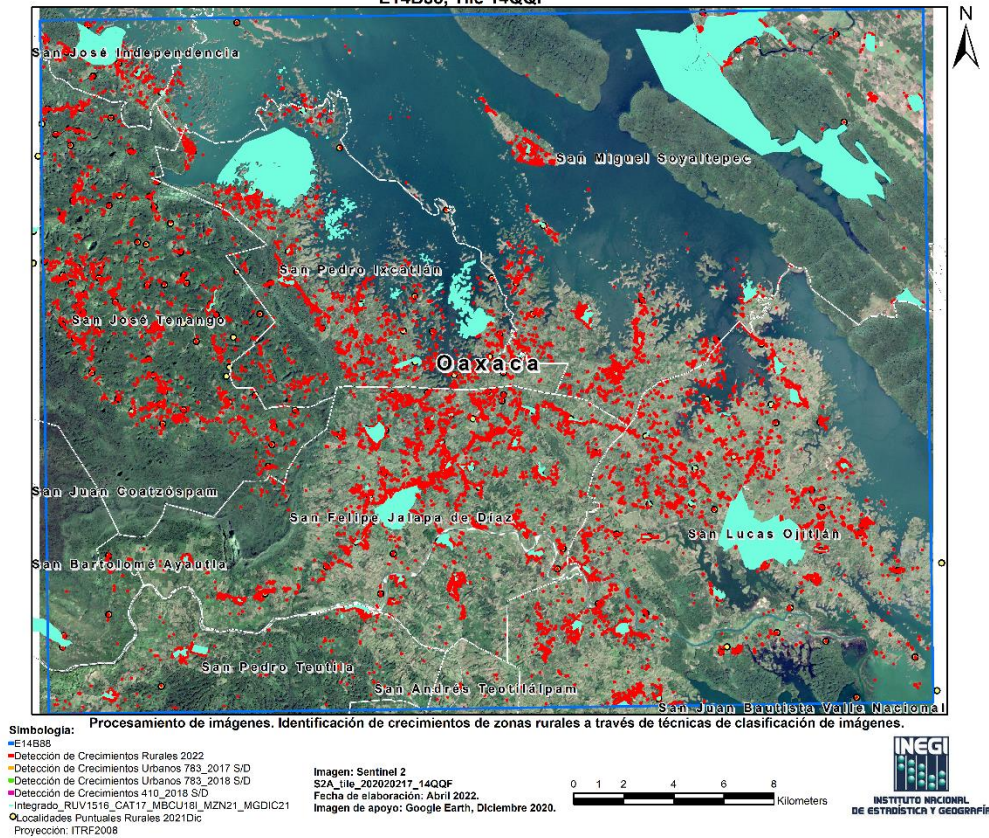 E14B88, Tile 14QQF
N
San José Independencia
San Miguel Soyaltepec
San Pedro Ixcatlán
San José Tenango
Oaxaca
San Juan Coatzóspam
San Felipe Jalapa de Díaz
San Lucas Ojitlán
San Bartolomé Ayautla
San Pedro Teutila
San Andrés Teotilálpam
San Juan Bautista Valle Nacional
Procesamiento de imágenes. Identificación de crecimientos de zonas rurales a través de técnicas de clasificación de imágenes.
Simbología:
E14B88
Detección de Crecimientos Rurales 2022
Detección de Crecimientos Urbanos 783_2017 S/D
Detección de Crecimientos Urbanos 783_2018 S/D
Detección de Crecimientos 410_2018 S/D
Integrado_RUV1516_CAT17_MBCU18I_MZN21_MGDIC21
Localidades Puntuales Rurales 2021Dic
Proyección: ITRF2008
Imagen: Sentinel 2
S2A_tile_202020217_14QQF
Fecha de elaboración: Abril 2022.
Imagen de apoyo: Google Earth, Diciembre 2020.
0 1 2 4 6 8
Kilometers
INEGI
INSTITUTO NACIONAL
DE ESTADÍSTICA Y GEOGRAFÍA